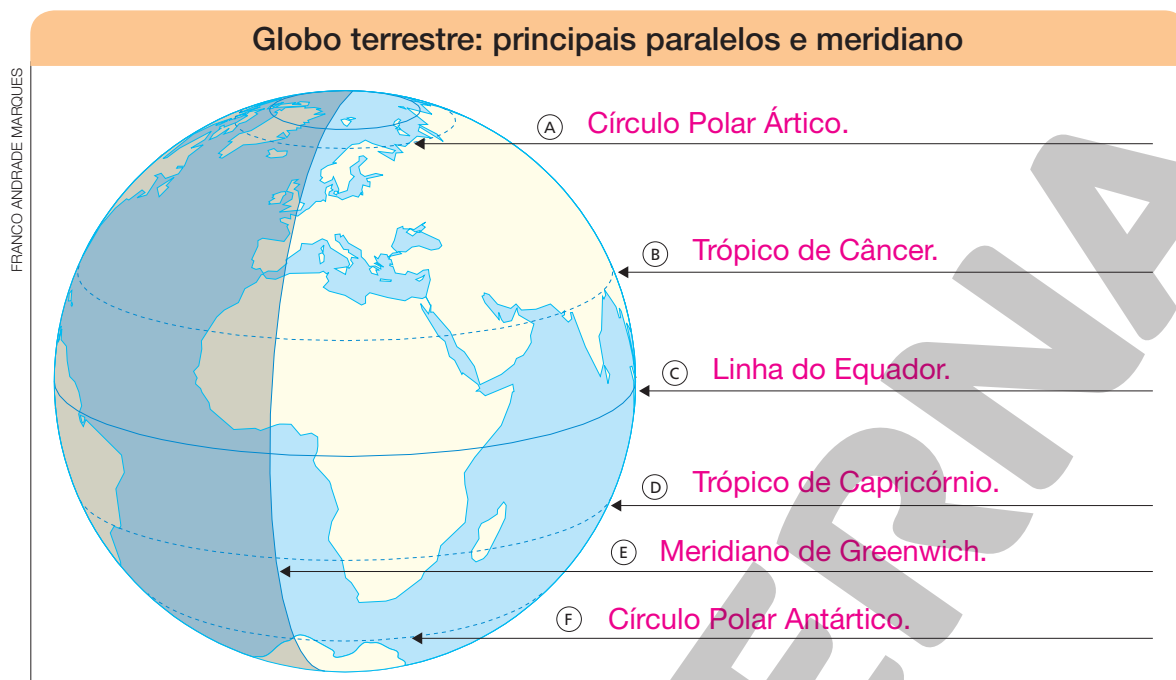 Globo terrestre: principais paralelos e meridiano
FRANCO ANDRADE MARQUES
A Círculo Polar Ártico.
B Trópico de Câncer.
C Linha do Equador.
D Trópico de Capricórnio.
E Meridiano de Greenwich.
F Círculo Polar Antártico.
ERNA